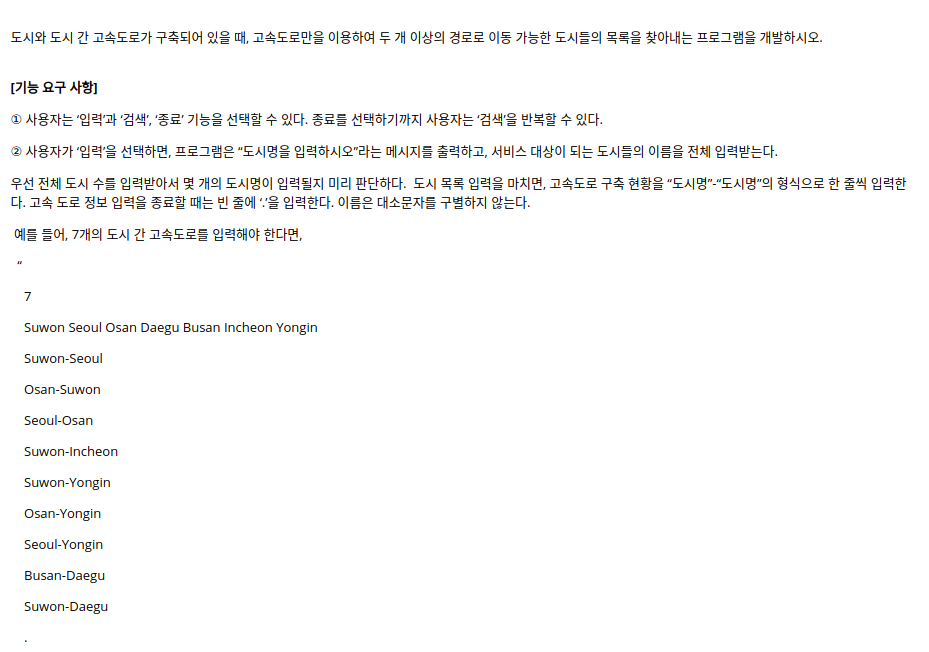 도시와 도시 간 고속도로가 구축되어 있을 때, 고속도로만을 이용하여 두 개 이상의 경로로 이동 가능한 도시들의 목록을 찾아내는 프로그램을 개발하시오.
[기능 요구 사항]
① 사용자는 ‘입력’과 ‘검색’, ‘종료’ 기능을 선택할 수 있다. 종료를 선택하기까지 사용자는 ‘검색’을 반복할 수 있다.
② 사용자가 ‘입력’을 선택하면, 프로그램은 “도시명을 입력하시오”라는 메시지를 출력하고, 서비스 대상이 되는 도시들의 이름을 전체 입력받는다.
우선 전체 도시 수를 입력받아서 몇 개의 도시명이 입력될지 미리 판단하다. 도시 목록 입력을 마치면, 고속도로 구축 현황을 “도시명”-“도시명”의 형식으로 한 줄씩 입력한
다. 고속 도로 정보 입력을 종료할 때는 빈 줄에 ‘.’을 입력한다. 이름은 대소문자를 구별하지 않는다.
예를 들어, 7개의 도시 간 고속도로를 입력해야 한다면,
“
7
Suwon Seoul Osan Daegu Busan Incheon Yongin
Suwon-Seoul
Osan-Suwon
Seoul-Osan
Suwon-Incheon
Suwon-Yongin
Osan-Yongin
Seoul-Yongin
Busan-Daegu
Suwon-Daegu
.